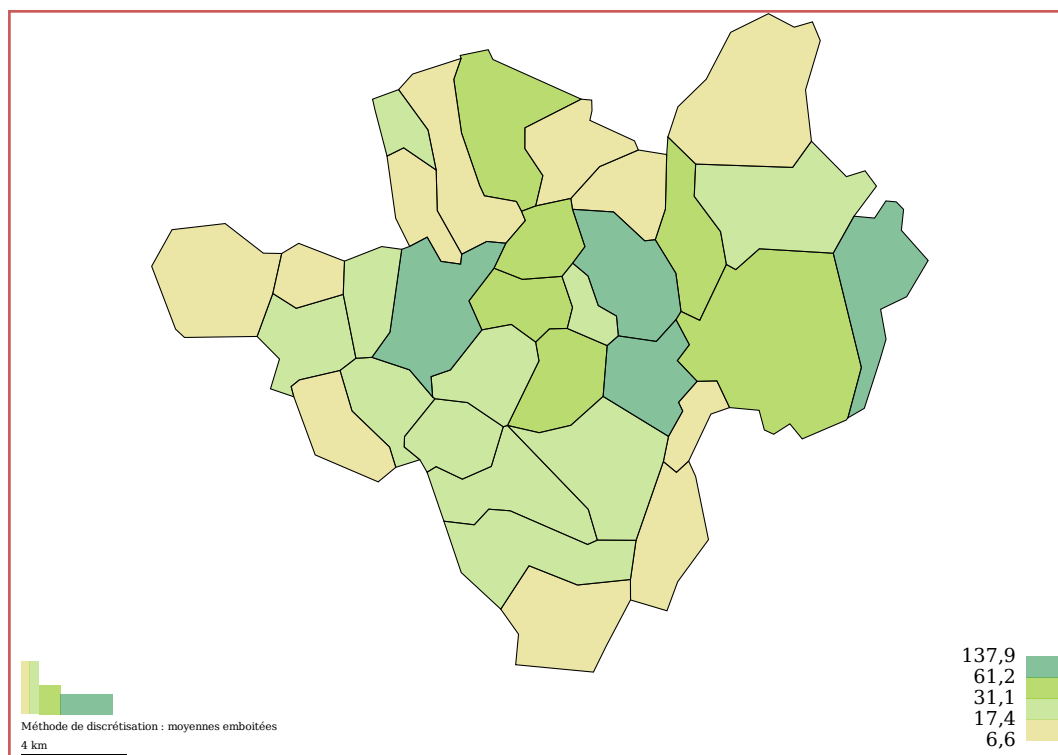 137,9
61,2
31,1
17,4
6,6
Méthode de discrétisation : moyennes emboitées
4 km